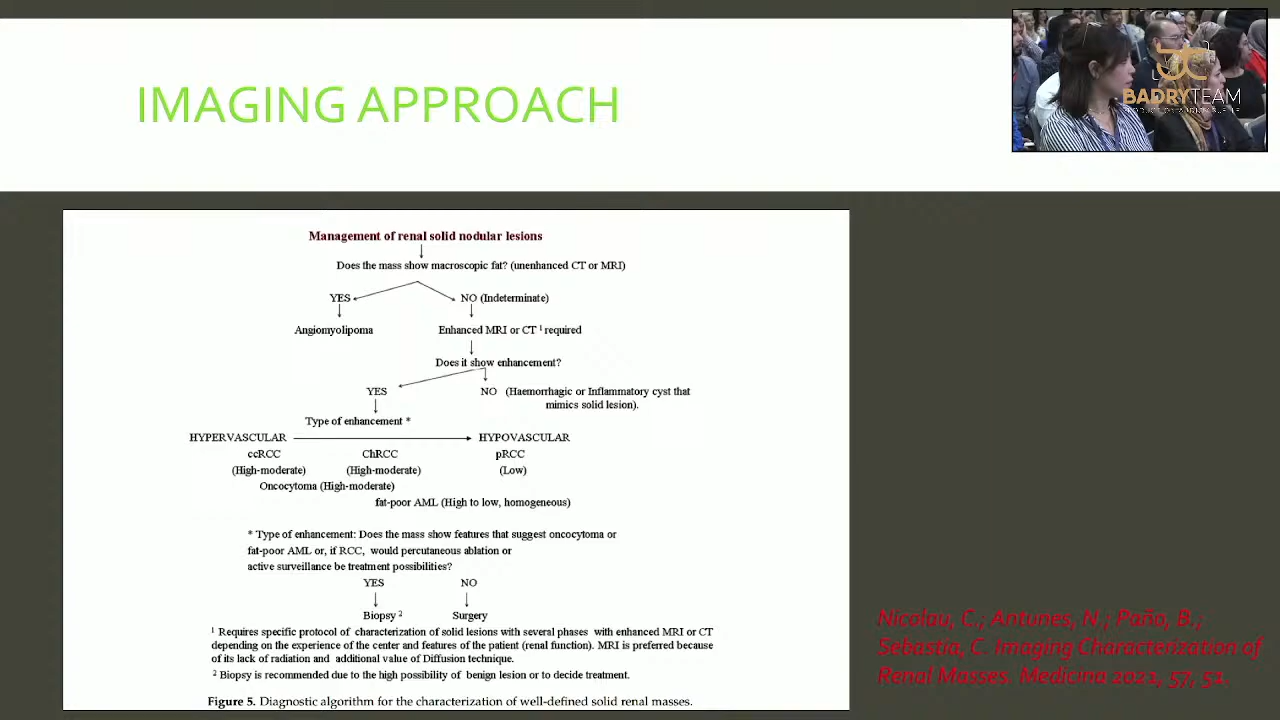 IMAGING APPROACH
BADRYTEAM
Management of renal solid nodular lesions
Does the mass show macroscopic fat? (unenhanced CT or MRI)
YES
NO (Indeterminate)
Angiomyolipoma
Enhanced MRI or CT 1 required
Does it show enhancement?
YES
NO (Haemorrhagic or Inflammatory cyst that
mimics solid lesion).
Type of enhancement *
HYPERVASCULAR
HYPOVASCULAR
ccRCC
ChRCC
pRCC
(High-moderate)
(High-moderate)
(Low)
Oncocytoma (High-moderate)
fat-poor AML (High to low, homogeneous)
* Type of enhancement: Does the mass show features that suggest oncocytoma or
fat-poor AML or, if RCC, would percutaneous ablation or
active surveillance be treatment possibilities?
YES
NO
Biopsy 2
Surgery
1 Requires specific protocol of characterization of solid lesions with several phases with enhanced MRI or CT
depending on the experience of the center and features of the patient (renal function). MRI is preferred because
of its lack of radiation and additional value of Diffusion technique.
2 Biopsy is recommended due to the high possibility of benign lesion or to decide treatment.
Figure 5. Diagnostic algorithm for the characterization of well-defined solid renal masses.
Nicolau, C.; Antunes, N.; Paño, B.;
Sebastia, C. Imaging Characterization of
Renal Masses. Medicina 2021, 57, 51.